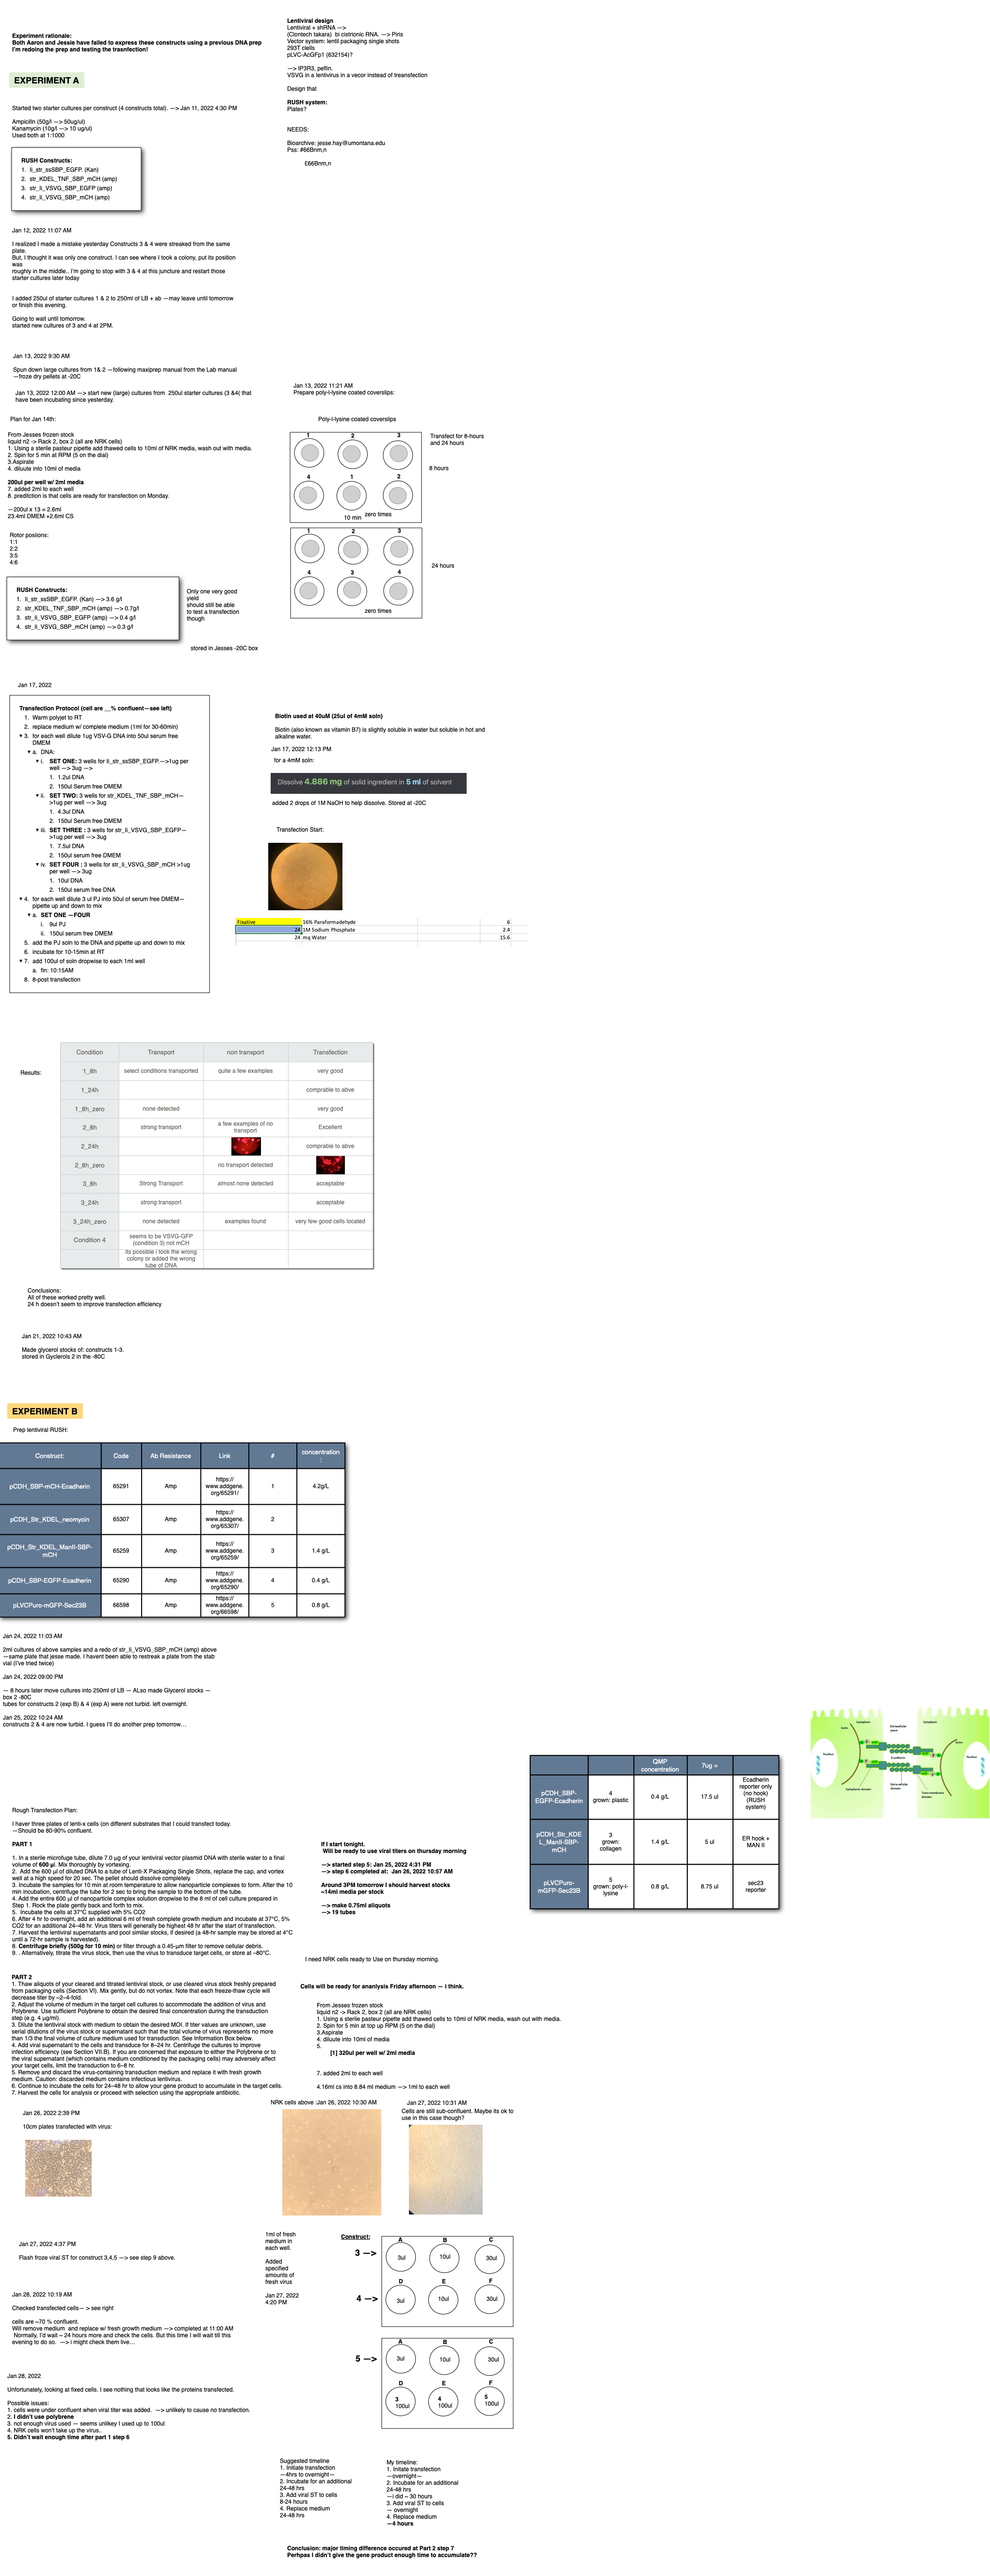 Experiment rationale:
Both Aaron and Jessie have failed to express these constructs using a previous DNA prep
I'm redoing the prep and testing the trasnfection!
Lentiviral design
Lentiviral + shRNA —>
(Clontech takara)  bi cistrionic RNA. —> Piris
Vector system: lentil packaging single shots
293T clells
pLVC-AcGFp1 (632154)?
—> IP3R3, peflin.
VSVG in a lentivirus in a vecor instead of treansfection
Design that
RUSH system:
Plates?
NEEDS:
Bioarchive: jesse.hay@umontana.edu
Pss: #66Bnm,n
£66Bnm,n
EXPERIMENT A
Started two starter cultures per construct (4 constructs total).  —> Jan 11, 2022 4:30 PM
Ampicilin (50g/l —> 50ug/ul)
Kanamycin (10g/l —> 10 ug/ul)
Used both at 1:1000
RUSH Constructs:
1. li_str_ssSBP_EGFP. (Kan)
2. str_KDEL_TNF_SBP_mCH (amp)
3. str_li_VSVG_SBP_EGFP (amp)
4. str_li_VSVG_SBP_mCH (amp)
Jan 12, 2022 11:07 AM
I realized I made a mistake yesterday Constructs 3 & 4 were streaked from the same
plate.
But, I thought it was only one construct. I can see where I took a colony, put its position
was
roughly in the middle.. I'm going to stop with 3 & 4 at this juncture and restart those
starter cultures later today
I added 250ul of starter cultures 1 & 2 to 250ml of LB + ab —may leave until tomorrow
or finish this evening.
Going to wait until tomorrow.
started new cultures of 3 and 4 at 2PM.
Jan 13, 2022 9:30 AM
Spun down large cultures from 1& 2 —following maxiprep manual from the Lab manual
—froze dry pellets at -20C
Jan 13, 2022 12:00 AM —> start new (large) cultures from  250ul starter cultures (3 &4( that
have been incubating since yesterday.
Jan 13, 2022 11:21 AM
Prepare poly-l-lysine coated coverslips:
Plan for Jan 14th:
From Jesses frozen stock
liquid n2 -> Rack 2, box 2 (all are NRK cells)
1. Using a sterile pasteur pipette add thawed cells to 10ml of NRK media, wash out with media.
2. Spin for 5 min at RPM (5 on the dial)
3.Aspirate
4. diluute into 10ml of media
200ul per well w/ 2ml media
7. added 2ml to each well
8. preditction is that cells are ready for transfection on Monday.
—200ul x 13 = 2.6ml
23.4ml DMEM +2.6ml CS
Rotor posiions:
1:1
2:2
3:5
4:6
Poly-l-lysine coated coverslips
1 2 3
Transfect for 8-hours
and 24 hours
8 hours
4 1 2
10 min zero times
1 2 3
24 hours
4 3 4
zero times
RUSH Constructs:
1. li_str_ssSBP_EGFP. (Kan) —> 3.6 g/l
2. str_KDEL_TNF_SBP_mCH (amp) —> 0.7g/l
3. str_li_VSVG_SBP_EGFP (amp) —> 0.4 g/l
4. str_li_VSVG_SBP_mCH (amp) —> 0.3 g/l
Only one very good
yield
should still be able
to test a transfection
though
stored in Jesses -20C box
Jan 17, 2022
Transfection Protocol (cell are __% confluent—see left)
1. Warm polyjet to RT
2. replace medium w/ complete medium (1ml for 30-60min)
3. for each well dilute 1ug VSV-G DNA into 50ul serum free
DMEM
a. DNA:
i. SET ONE: 3 wells for li_str_ssSBP_EGFP.—>1ug per
well —> 3ug —>
1. 1.2ul DNA
2. 150ul Serum free DMEM
ii. SET TWO: 3 wells for str_KDEL_TNF_SBP_mCH—
>1ug per well —> 3ug
1. 4.3ul DNA
2. 150ul Serum free DMEM
iii. SET THREE : 3 wells for str_li_VSVG_SBP_EGFP—
>1ug per well —> 3ug
1. 7.5ul DNA
2. 150ul serum free DMEM
iv. SET FOUR : 3 wells for str_li_VSVG_SBP_mCH >1ug
per well —> 3ug
1. 10ul DNA
2. 150ul serum free DNA
4. for each well dilute 3 ul PJ into 50ul of serum free DMEM—
pipette up and down to mix
a. SET ONE —FOUR
i. 9ul PJ
ii. 150ul serum free DMEM
5. add the PJ soln to the DNA and pipette up and down to mix
6. incubate for 10-15min at RT
7. add 100ul of soln dropwise to each 1ml well
a. fin: 10:15AM
8. 8-post transfection
Biotin used at 40uM (25ul of 4mM soln)
Biotin (also known as vitamin B7) is slightly soluble in water but soluble in hot and
alkaline water.
Jan 17, 2022 12:13 PM
for a 4mM soln:
Dissolve 4.886 mg of solid ingredient in 5 ml of solvent
added 2 drops of 1M NaOH to help dissolve. Stored at -20C
Transfection Start:
Fixative 16% Paraformadehyde 6
24 1M Sodium Phosphate 2.4
24 mq Water 15.6
Results:
Condition Transport non transport Transfection
1_8h select conditions transported quite a few examples very good
1_24h comprable to abve
1_8h_zero none detected very good
2_8h strong transport a few examples of no
transport Excellent
2_24h comprable to abve
2_8h_zero no transport detected
3_8h Strong Transport almost none detected acceptable
3_24h strong transport acceptable
3_24h_zero none detected examples found very few good cells located
Condition 4 seems to be VSVG-GFP
(condition 3) not mCH
its possible i took the wrong
colony or added the wrong
tube of DNA
Conclusions:
All of these worked pretty well.
24 h doesn't seem to improve transfection efficiency
Jan 21, 2022 10:43 AM
Made glycerol stocks of: constructs 1-3.
stored in Gyclerols 2 in the -80C
EXPERIMENT B
Prep lentiviral RUSH:
Construct: Code Ab Resistance Link # concentration
:
pCDH_SBP-mCH-Ecadherin 65291 Amp https://
www.addgene.
org/65291/ 1 4.2g/L
pCDH_Str_KDEL_neomycin 65307 Amp https://
www.addgene.
org/65307/ 2
pCDH_Str_KDEL_ManII-SBP-
mCH 65259 Amp https://
www.addgene.
org/65259/ 3 1.4 g/L
pCDH_SBP-EGFP-Ecadherin 65290 Amp https://
www.addgene.
org/65290/ 4 0.4 g/L
pLVCPuro-mGFP-Sec23B 66598 Amp https://
www.addgene.
org/66598/ 5 0.8 g/L
Jan 24, 2022 11:03 AM
2ml cultures of above samples and a redo of str_li_VSVG_SBP_mCH (amp) above
—same plate that jesse made. I havent been able to restreak a plate from the stab
vial (I've tried twice)
Jan 24, 2022 09:00 PM
— 8 hours later move cultures into 250ml of LB — ALso made Glycerol stocks —
box 2 -80C
tubes for constructs 2 (exp B) & 4 (exp A) were not turbid. left overnight.
Jan 25, 2022 10:24 AM
constructs 2 & 4 are now turbid. I guess I'll do another prep tomorrow…
Cytoplasm
Extracellular
space
Cytoplasm
Actin
Actin
Nucleus
Ecadherin
Nucleus
Cytoplasmic domain
Extra-cellular
domain
Trans-membrane
domain
QMP
concentration 7ug =
pCDH_SBP-
EGFP-Ecadherin 4
grown: plastic 0.4 g/L 17.5 ul Ecadherin
reporter only
(no hook)
(RUSH
system)
pCDH_Str_KDE
L_ManII-SBP-
mCH 3
grown:
collagen 1.4 g/L 5 ul ER hook +
MAN II
pLVCPuro-
mGFP-Sec23B 5
grown: poly-l-
lysine 0.8 g/L 8.75 ul sec23
reporter
Rough Transfection Plan:
I haver three plates of lenti-x cells (on different substrates that I could transfect today.
—Should be 80-90% confluent.
PART 1
1. In a sterile microfuge tube, dilute 7.0 μg of your lentiviral vector plasmid DNA with sterile water to a final
volume of 600 μl. Mix thoroughly by vortexing.
2.  Add the 600 μl of diluted DNA to a tube of Lenti-X Packaging Single Shots, replace the cap, and vortex
well at a high speed for 20 sec. The pellet should dissolve completely.
3. Incubate the samples for 10 min at room temperature to allow nanoparticle complexes to form. After the 10
min incubation, centrifuge the tube for 2 sec to bring the sample to the bottom of the tube.
4. Add the entire 600 μl of nanoparticle complex solution dropwise to the 8 ml of cell culture prepared in
Step 1. Rock the plate gently back and forth to mix.
5.  Incubate the cells at 37°C supplied with 5% CO2
6. After 4 hr to overnight, add an additional 6 ml of fresh complete growth medium and incubate at 37°C, 5%
CO2 for an additional 24–48 hr. Virus titers will generally be highest 48 hr after the start of transfection.
7. Harvest the lentiviral supernatants and pool similar stocks, if desired (a 48-hr sample may be stored at 4°C
until a 72-hr sample is harvested).
8. Centrifuge briefly (500g for 10 min) or filter through a 0.45-μm filter to remove cellular debris.
9. . Alternatively, titrate the virus stock, then use the virus to transduce target cells, or store at –80°C.
If I start tonight.
Will be ready to use viral titers on thursday morning
—> started step 5: Jan 25, 2022 4:31 PM
—> step 6 completed at:  Jan 26, 2022 10:57 AM
Around 3PM tomorrow I should harvest stocks
~14ml media per stock
—> make 0.75ml aliquots
—> 19 tubes
I need NRK cells ready to Use on thursday morning.
PART 2
1. Thaw aliquots of your cleared and titrated lentiviral stock, or use cleared virus stock freshly prepared
from packaging cells (Section VI). Mix gently, but do not vortex. Note that each freeze-thaw cycle will
decrease titer by ~2–4-fold.
2. Adjust the volume of medium in the target cell cultures to accommodate the addition of virus and
Polybrene. Use sufficient Polybrene to obtain the desired final concentration during the transduction
step (e.g. 4 μg/ml).
3. Dilute the lentiviral stock with medium to obtain the desired MOI. If titer values are unknown, use
serial dilutions of the virus stock or supernatant such that the total volume of virus represents no more
than 1/3 the final volume of culture medium used for transduction. See Information Box below.
4. Add viral supernatant to the cells and transduce for 8–24 hr. Centrifuge the cultures to improve
infection efficiency (see Section VII.B). If you are concerned that exposure to either the Polybrene or to
the viral supernatant (which contains medium conditioned by the packaging cells) may adversely affect
your target cells, limit the transduction to 6–8 hr.
5. Remove and discard the virus-containing transduction medium and replace it with fresh growth
medium. Caution: discarded medium contains infectious lentivirus.
6. Continue to incubate the cells for 24–48 hr to allow your gene product to accumulate in the target cells.
7. Harvest the cells for analysis or proceed with selection using the appropriate antibiotic.
Cells will be ready for ananlysis Friday afternoon — i think.
From Jesses frozen stock
liquid n2 -> Rack 2, box 2 (all are NRK cells)
1. Using a sterile pasteur pipette add thawed cells to 10ml of NRK media, wash out with media.
2. Spin for 5 min at top up RPM (5 on the dial)
3.Aspirate
4. diluute into 10ml of media
5.
[1] 320ul per well w/ 2ml media
7. added 2ml to each well
4.16ml cs into 8.84 ml medium —> 1ml to each well
Jan 26, 2022 2:39 PM
10cm plates transfected with virus:
NRK cells above :Jan 26, 2022 10:30 AM
Jan 27, 2022 10:31 AM
Cells are still sub-confluent. Maybe its ok to
use in this case though?
Jan 27, 2022 4:37 PM
Flash froze viral ST for construct 3,4,5 —> see step 9 above.
Jan 28, 2022 10:19 AM
Checked transfected cells— > see right
cells are ~70 % confluent.
Will remove medium  and replace w/ fresh growth medium —> completed at 11:00 AM
Normally, I'd wait ~ 24 hours more and check the cells. But this time I will wait till this
evening to do so.  —> i might check them live…
1ml of fresh
medium in
each well.
Added
specified
amounts of
fresh virus
Jan 27, 2022
4:20 PM
Construct:
A B C
3 —> 3ul 10ul 30ul
D E F
4 —> 3ul 10ul 30ul
A B C
5 —> 3ul 10ul 30ul
D E F
3
100ul
4
100ul
5
100ul
Jan 28, 2022
Unfortunately, looking at fixed cells. I see nothing that looks like the proteins transfected.
Possible issues:
1. cells were under confluent when viral titer was added.   —> unlikely to cause no transfection.
2. I didn't use polybrene
3. not enough virus used — seems unlikey I used up to 100ul
4. NRK cells won't take up the virus..
5. Didn't wait enough time after part 1 step 6
Suggested timeline
1. Initiate transfection
—4hrs to overnight—
2. Incubate for an additional
24-48 hrs
3. Add viral ST to cells
8-24 hours
4. Replace medium
24-48 hrs
My timeline:
1. Initate transfection
—overnight—
2. Incubate for an additional
24-48 hrs
—i did ~ 30 hours
3. Add viral ST to cells
— overnight
4. Replace medium
—4 hours
Conclusion: major timing difference occured at Part 2 step 7
Perhpas I didn't give the gene product enough time to accumulate??